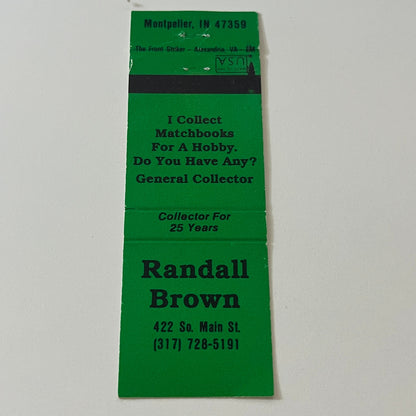 Montpelier, IN 47359
The Front Striker - Alexandria, VA -
USA
I Collect
Matchbooks
For A Hobby.
Do You Have Any?
General Collector
Collector For
25 Years
Randall
Brown
422 So. Main St.
(317) 728-5191